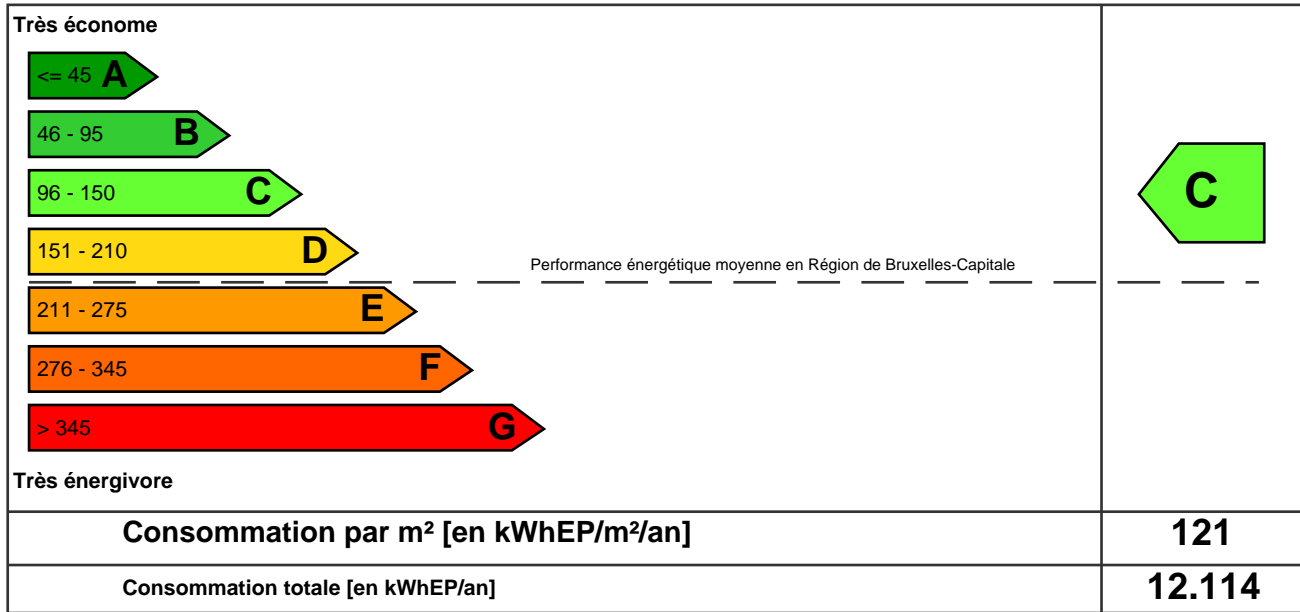 Très économe
<= 45 A
46 - 95 B
96 - 150 C
C
151 - 210 D
Performance énergétique moyenne en Région de Bruxelles-Capitale
211 - 275 E
276 - 345 F
> 345 G
Très énergivore
Consommation par m² [en kWhEP/m²/an] 121
Consommation totale [en kWhEP/an] 12.114